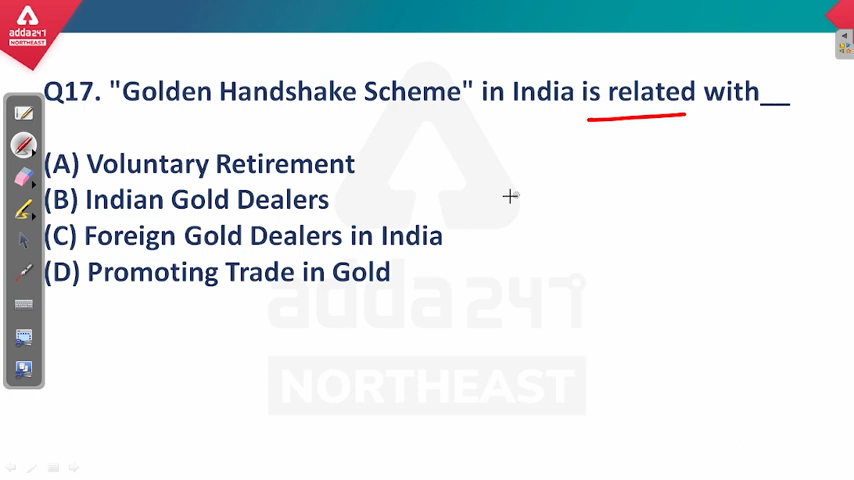 adda247
NORTHEAST
Q17. "Golden Handshake Scheme" in India is related with__
(A) Voluntary Retirement
(B) Indian Gold Dealers
(C) Foreign Gold Dealers in India
(D) Promoting Trade in Gold
adda247
NORTHEAST